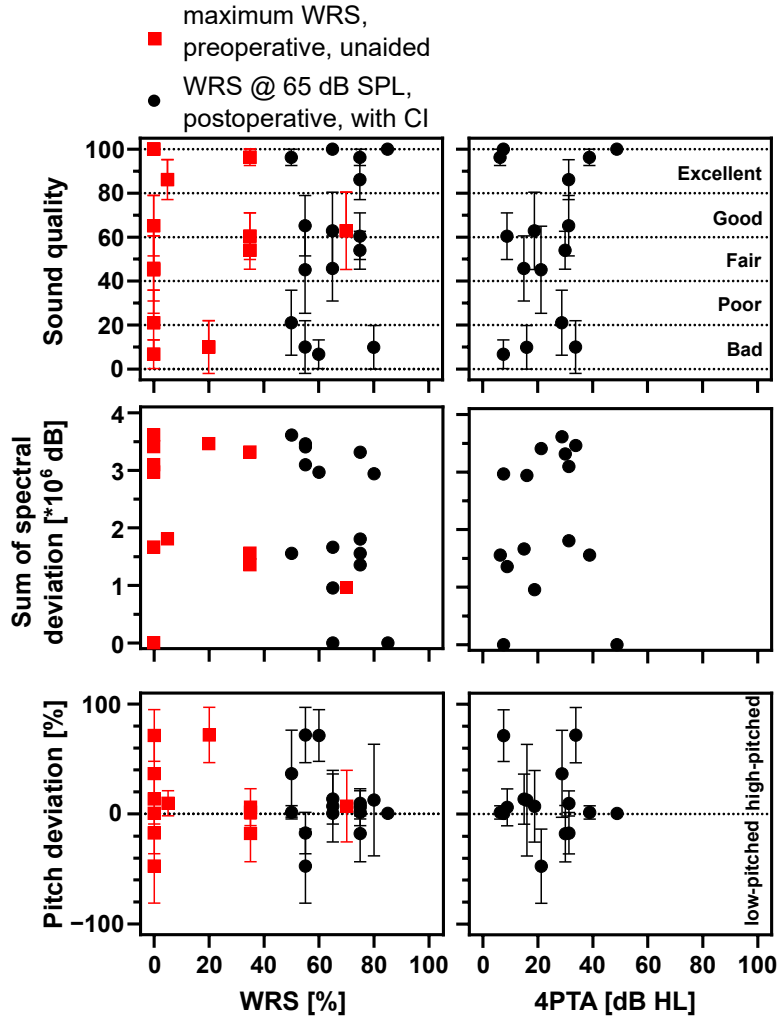 maximum WRS,
preoperative, unaided
WRS @ 65 dB SPL,
postoperative, with CI
Sound quality
100
80
60
40
20
0
Excellent
Good
Fair
Poor
Bad
Sum of spectral
deviation [*10⁶ dB]
4
3
2
1
0
Pitch deviation [%]
100
0
−100
high-pitched
low-pitched
0 20 40 60 80 100
0 20 40 60 80 100
WRS [%]
4PTA [dB HL]